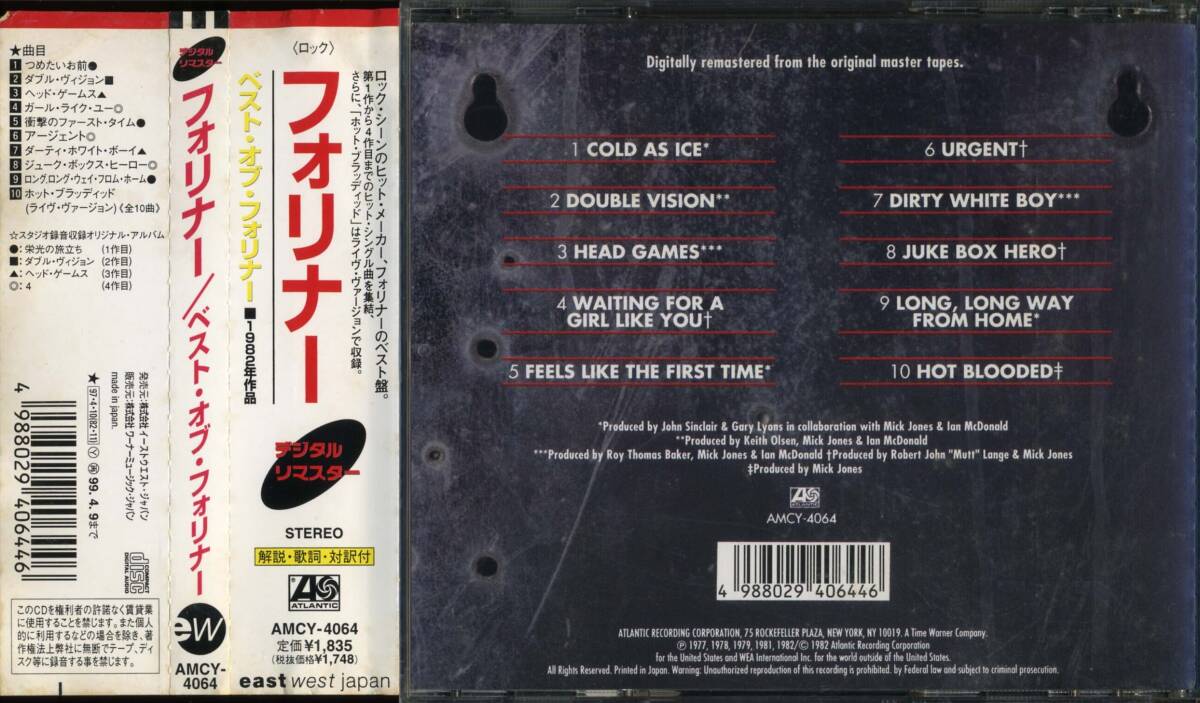 ★曲目
1 つめたいお前●
2 ダブル・ヴィジョン■
3 ヘッド・ゲームス▲
4 ガール・ライク・ユー◎
5 衝撃のファースト・タイム●
6 アージェント◎
7 ダーティ・ホワイト・ボーイ▲
8 ジューク・ボックス・ヒーロー◎
9 ロング、ロング・ウェイ・フロム・ホーム●
10 ホット・ブラッディッド
(ライヴ・ヴァージョン)《全10曲》
☆スタジオ録音収録オリジナル・アルバム
●:栄光の旅立ち (1作目)
■:ダブル・ヴィジョン (2作目)
▲:ヘッド・ゲームス (3作目)
◎:4 (4作目)
発売元:株式会社 イーストウエスト・ジャパン
販売元:株式会社 ワーナーミュージック・ジャパン
made in japan.
★97・4・10(82・11) Y 再 99.4.9まで
4 988029 406446
COMPACT
disc
DIGITAL AUDIO
このCDを権利者の許諾なく賃貸業
に使用することを禁じます。また個人
的に利用するなどの場合を除き、著
作権法上弊社に無断でテープ、ディ
スク等に録音する事を禁じます。
デジタル
リマスター
フォリナー/ベスト・オブ・フォリナー
ew
AMCY-
4064
〈ロック〉
ロック・シーンのヒット・メーカー、フォリナーのベスト盤。
第1作から4作目までのヒット・シングル曲を集結、
さらに、「ホット・ブラッディド」はライヴ・ヴァージョンで収録。
フォリナー
ベスト・オブ・フォリナー ■1982年作品
デジタル
リマスター
STEREO
解説・歌詞・対訳付
ATLANTIC
AMCY-4064
定価¥1,835
(税抜価格¥1,748)
east west japan
Digitally remastered from the original master tapes.
1 COLD AS ICE*
2 DOUBLE VISION**
3 HEAD GAMES***
4 WAITING FOR A
GIRL LIKE YOU†
5 FEELS LIKE THE FIRST TIME*
6 URGENT†
7 DIRTY WHITE BOY***
8 JUKE BOX HERO†
9 LONG, LONG WAY
FROM HOME*
10 HOT BLOODED‡
*Produced by John Sinclair & Gary Lyons in collaboration with Mick Jones & Ian McDonald
**Produced by Keith Olsen, Mick Jones & Ian McDonald
***Produced by Roy Thomas Baker, Mick Jones & Ian McDonald †Produced by Robert John "Mutt" Lange & Mick Jones
‡Produced by Mick Jones
ATLANTIC
AMCY-4064
4 988029 406446
ATLANTIC RECORDING CORPORATION, 75 ROCKEFELLER PLAZA, NEW YORK, NY 10019. A Time Warner Company.
℗ 1977, 1978, 1979, 1981, 1982/© 1982 Atlantic Recording Corporation
for the United States and WEA International Inc. for the world outside of the United States.
All Rights Reserved. Printed in Japan. Warning: Unauthorized reproduction of this recording is prohibited. by Federal law and subject to criminal prosecution.